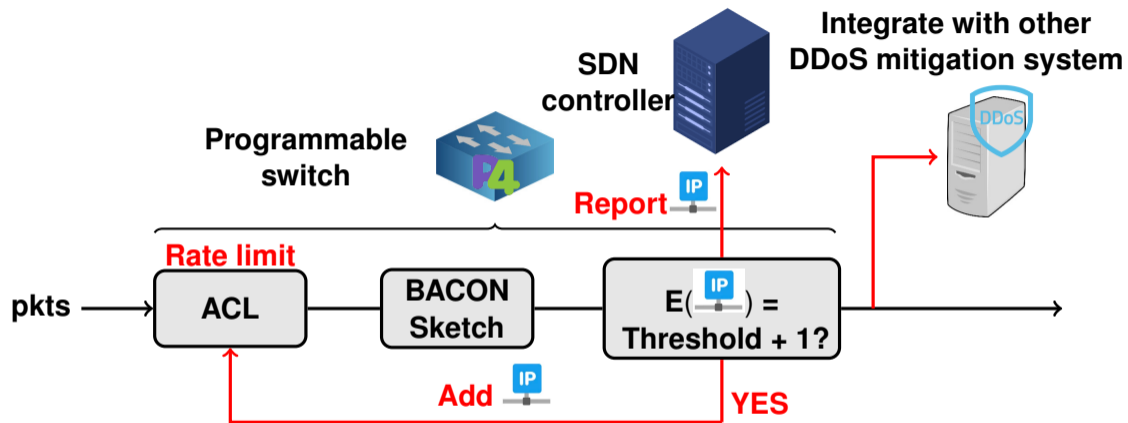 Integrate with other
DDoS mitigation system
SDN
controller
DDoS
Programmable
switch
P4
IP
Report
Rate limit
pkts
ACL
BACON
Sketch
IP
E( ) =
Threshold + 1?
IP
Add
YES